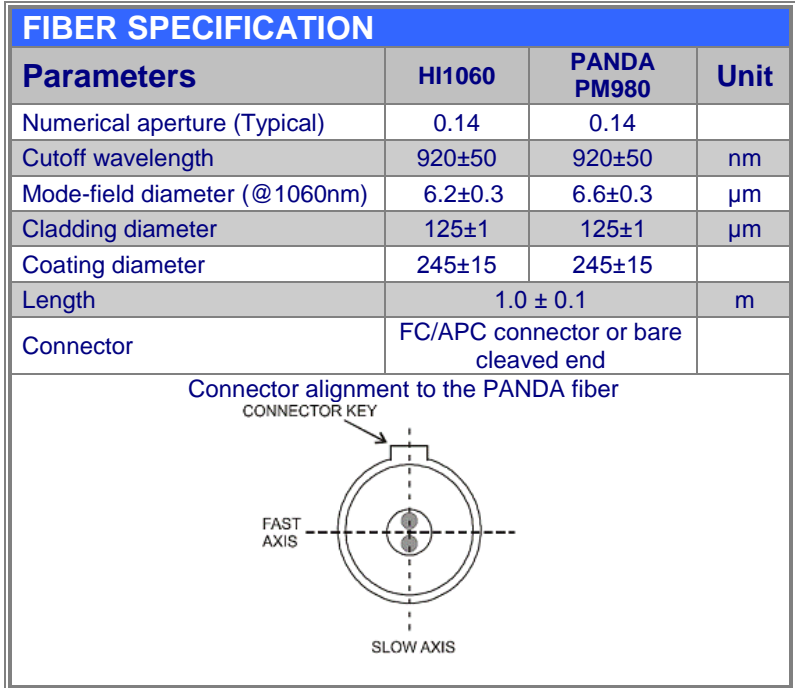 FIBER SPECIFICATION
Parameters HI1060 PANDA PM980 Unit
Numerical aperture (Typical) 0.14 0.14
Cutoff wavelength 920±50 920±50 nm
Mode-field diameter (@1060nm) 6.2±0.3 6.6±0.3 µm
Cladding diameter 125±1 125±1 µm
Coating diameter 245±15 245±15
Length 1.0 ± 0.1 m
Connector FC/APC connector or bare cleaved end
Connector alignment to the PANDA fiber
CONNECTOR KEY
FAST
AXIS
SLOW AXIS